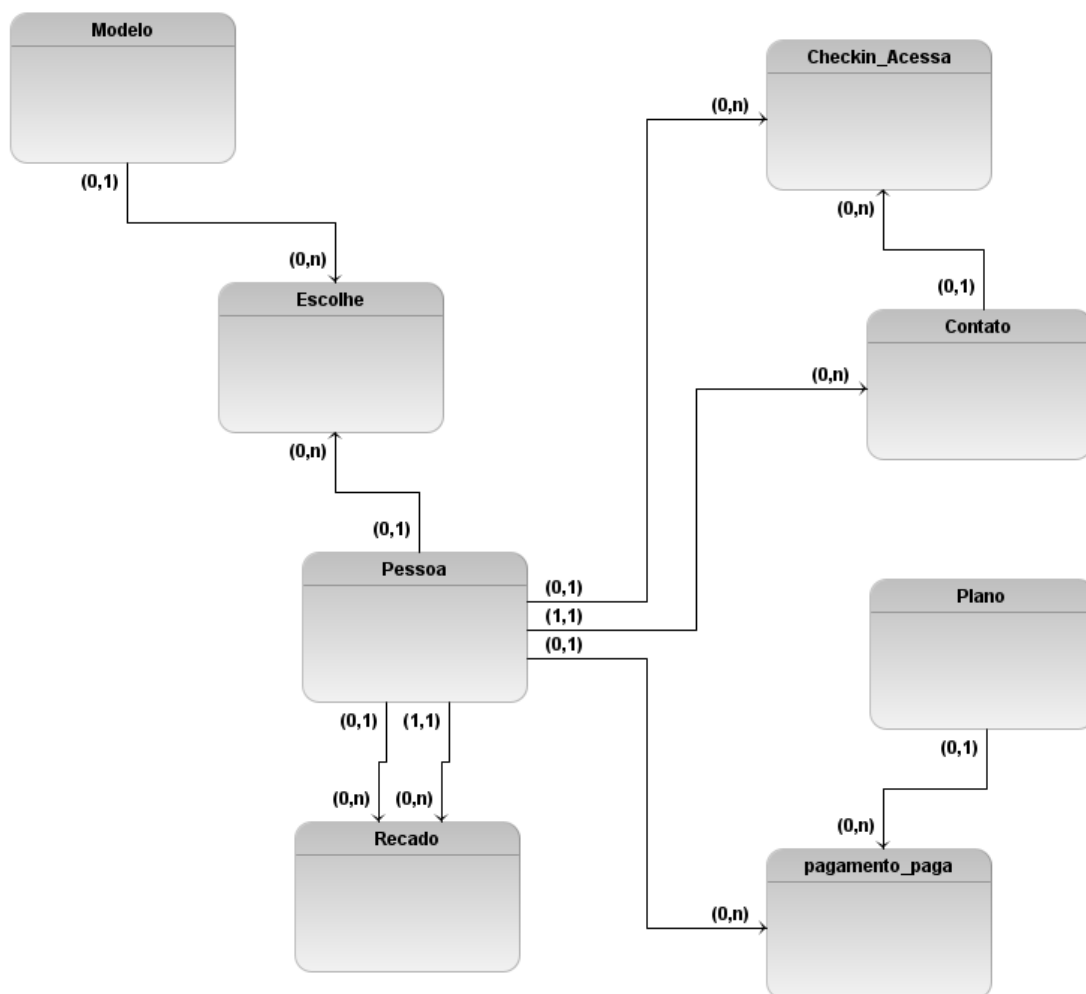 Modelo
Checkin_Acessa
(0,n)
(0,1)
(0,n)
(0,n)
(0,1)
Escolhe
Contato
(0,n)
(0,n)
(0,1)
Pessoa
(0,1)
Plano
(1,1)
(0,1)
(0,1)
(1,1)
(0,1)
(0,n)
(0,n)
(0,n)
Recado
pagamento_paga
(0,n)